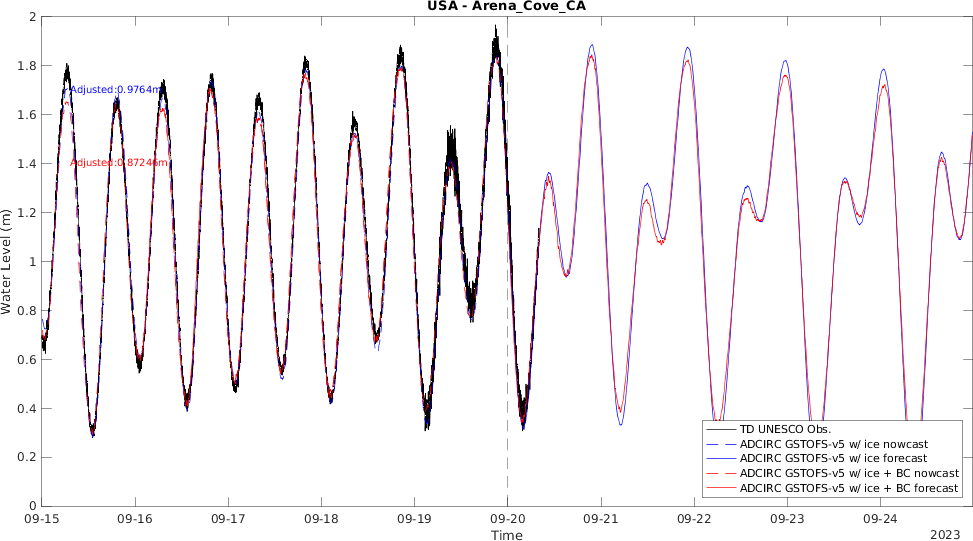 USA - Arena_Cove_CA
2
1.8
1.6
1.4
1.2
1
0.8
0.6
0.4
0.2
0
Water Level (m)
Adjusted:0.9764m
Adjusted:0.87246m
TD UNESCO Obs.
ADCIRC GSTOFS-v5 w/ ice nowcast
ADCIRC GSTOFS-v5 w/ ice forecast
ADCIRC GSTOFS-v5 w/ ice + BC nowcast
ADCIRC GSTOFS-v5 w/ ice + BC forecast
09-15 09-16 09-17 09-18 09-19 09-20 09-21 09-22 09-23 09-24
Time
2023